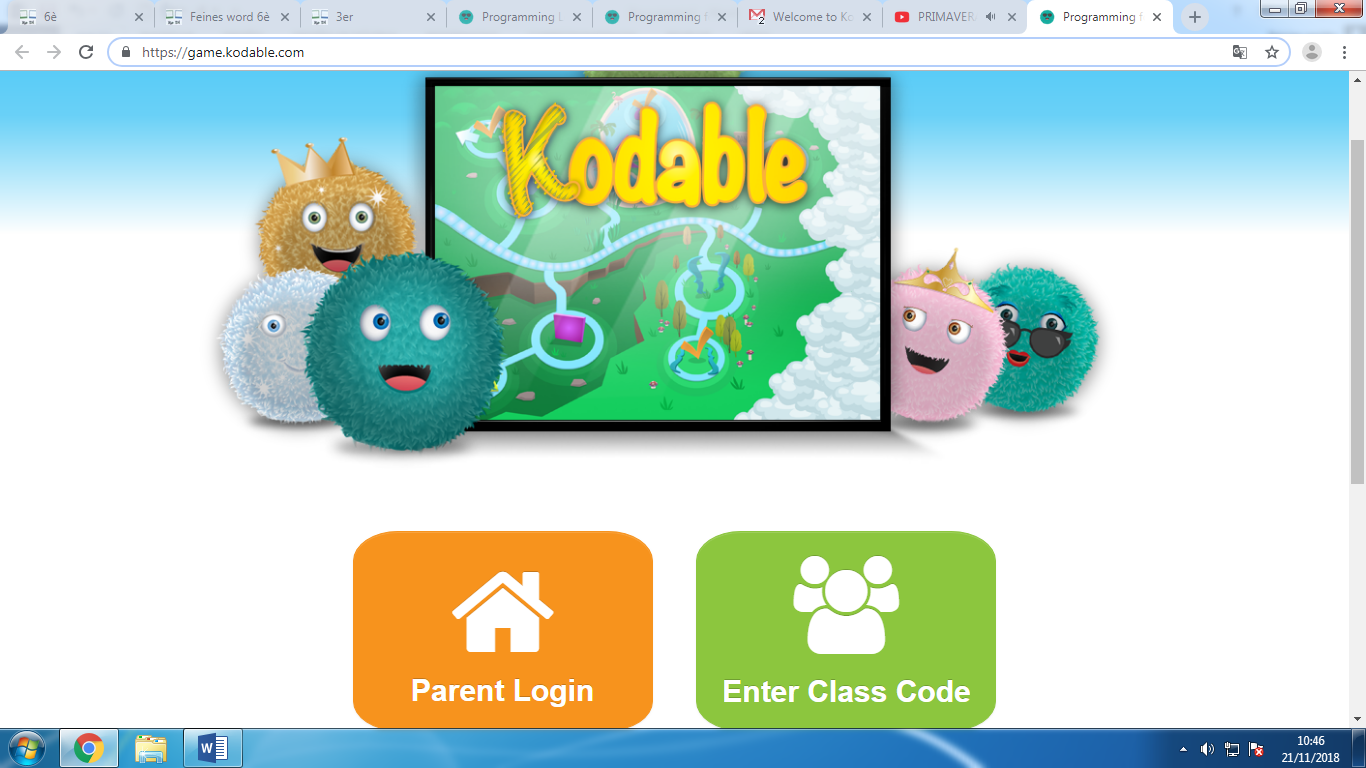 6è
Feines word 6è
3er
Programming L
Programming f
Welcome to Ko
PRIMAVERA
Programming f
https://game.kodable.com
Kodable
Parent Login
Enter Class Code
10:46
21/11/2018